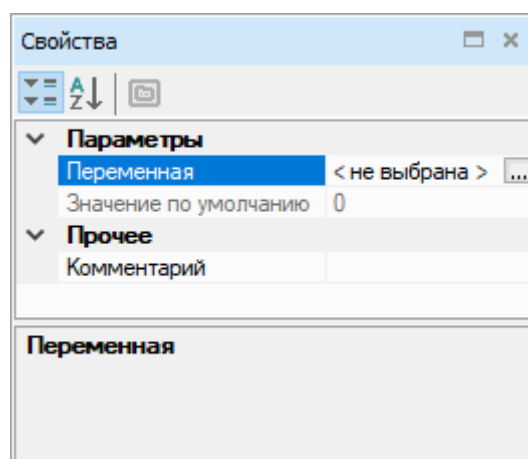 Свойства
Параметры
Переменная < не выбрана > ...
Значение по умолчанию 0
Прочее
Комментарий
Переменная